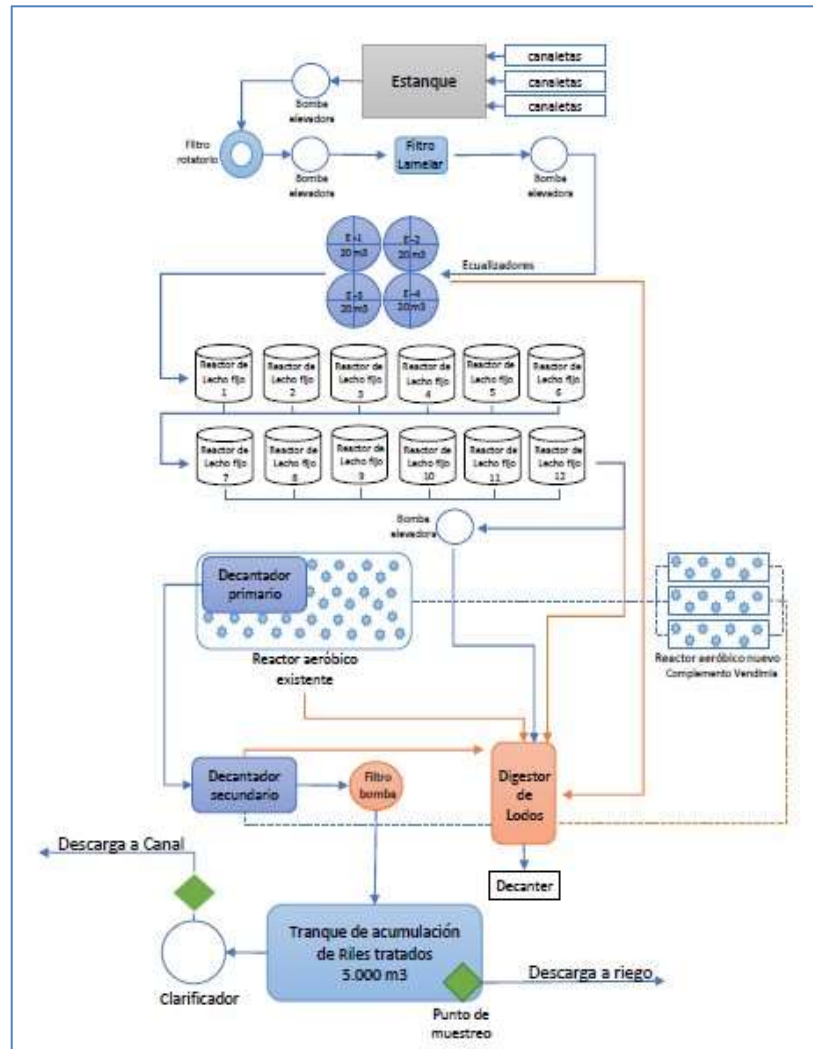 canaletas
canaletas
canaletas
Estanque
Bomba
elevadora
Filtro
rotatorio
Bomba
elevadora
Filtro
Lamelar
Bomba
elevadora
E-1
20 m3
E-2
20 m3
E-3
20 m3
E-4
20 m3
Ecualizadores
Reactor de
Lecho fijo
1
Reactor de
Lecho fijo
2
Reactor de
Lecho fijo
3
Reactor de
Lecho fijo
4
Reactor de
Lecho fijo
5
Reactor de
Lecho fijo
6
Reactor de
Lecho fijo
7
Reactor de
Lecho fijo
8
Reactor de
Lecho fijo
9
Reactor de
Lecho fijo
10
Reactor de
Lecho fijo
11
Reactor de
Lecho fijo
12
Bomba
elevadora
Decantador
primario
Reactor aeróbico
existente
Reactor aeróbico nuevo
Complemento Vendimia
Decantador
secundario
Filtro
bomba
Digestor
de
Lodos
Decanter
Descarga a Canal
Clarificador
Tranque de acumulación
de Riles tratados
5.000 m3
Descarga a riego
Punto de
muestreo